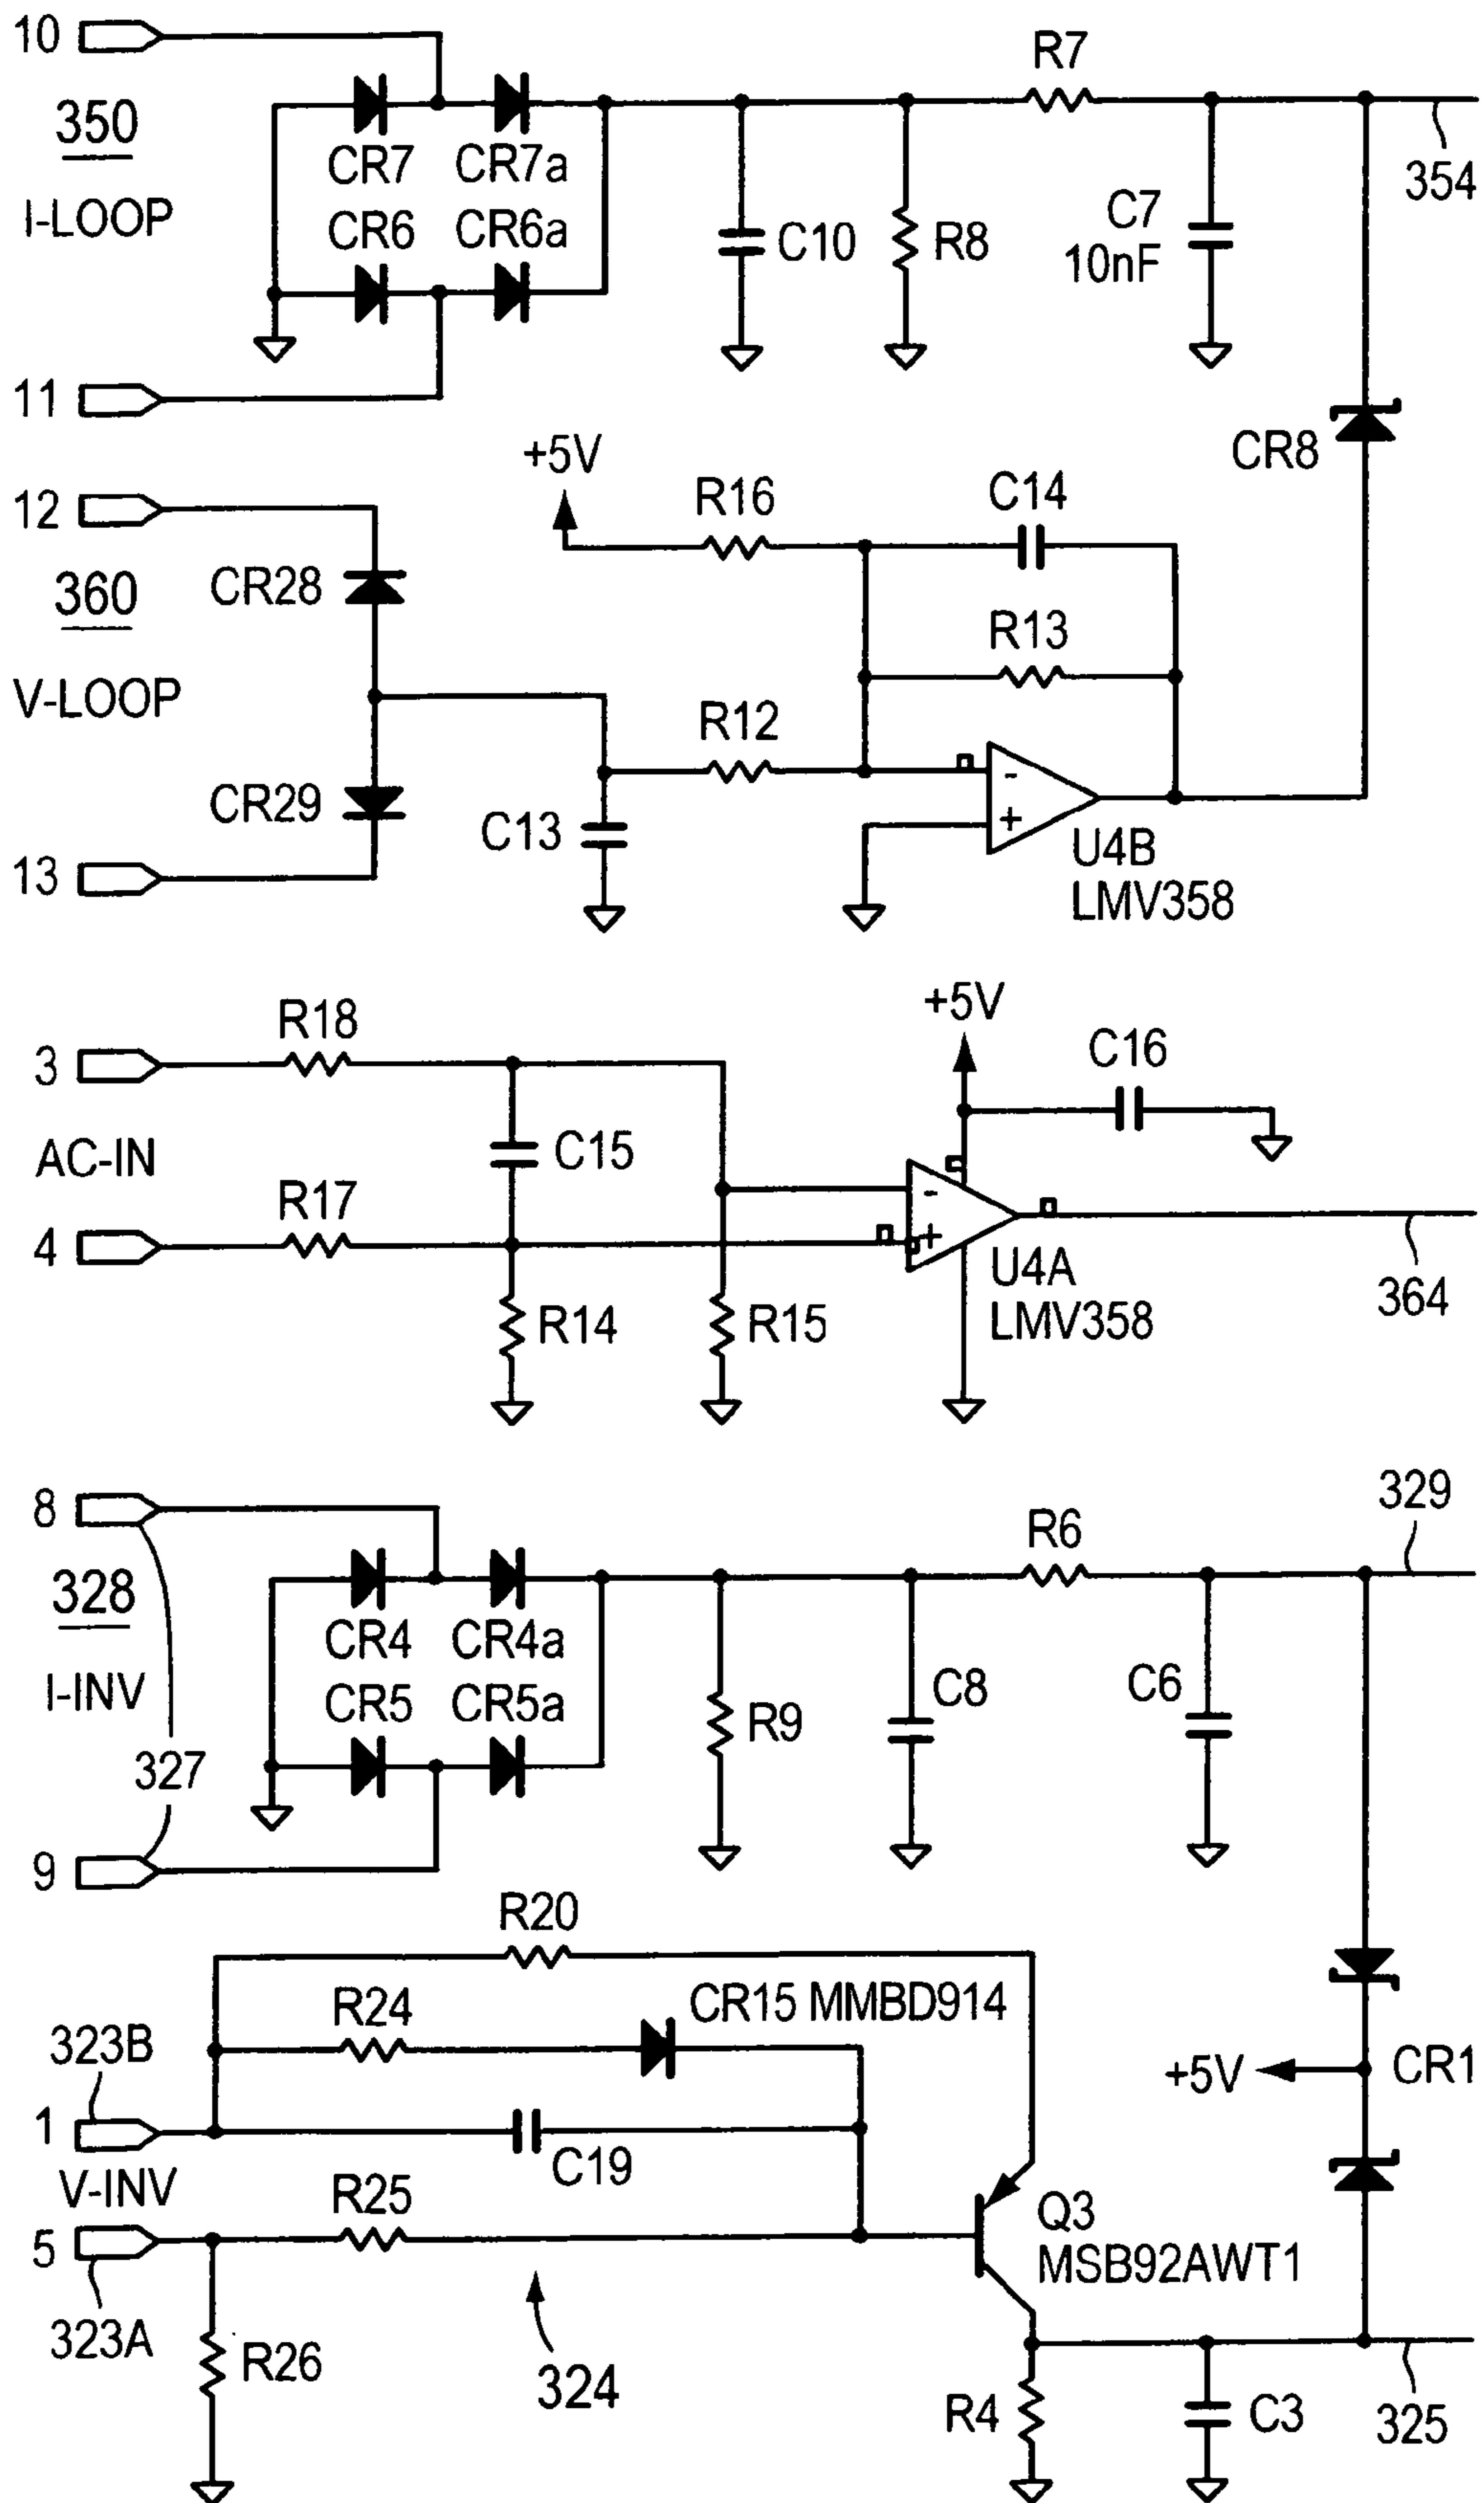 10
R7
350
CR7
CR7a
354
I-LOOP
CR6
CR6a
C10
R8
C7
10nF
11
+5V
CR8
12
R16
C14
360
CR28
R13
V-LOOP
R12
CR29
C13
-
+
U4B
LMV358
13
+5V
R18
C16
3
AC-IN
C15
R17
-
+
4
U4A
LMV358
364
R14
R15
8
329
R6
328
CR4
CR4a
I-INV
CR5
CR5a
R9
C8
C6
327
9
R20
R24
CR15 MMBD914
323B
+5V
CR1
1
C19
V-INV
R25
5
Q3
MSB92AWT1
323A
R26
324
R4
C3
325